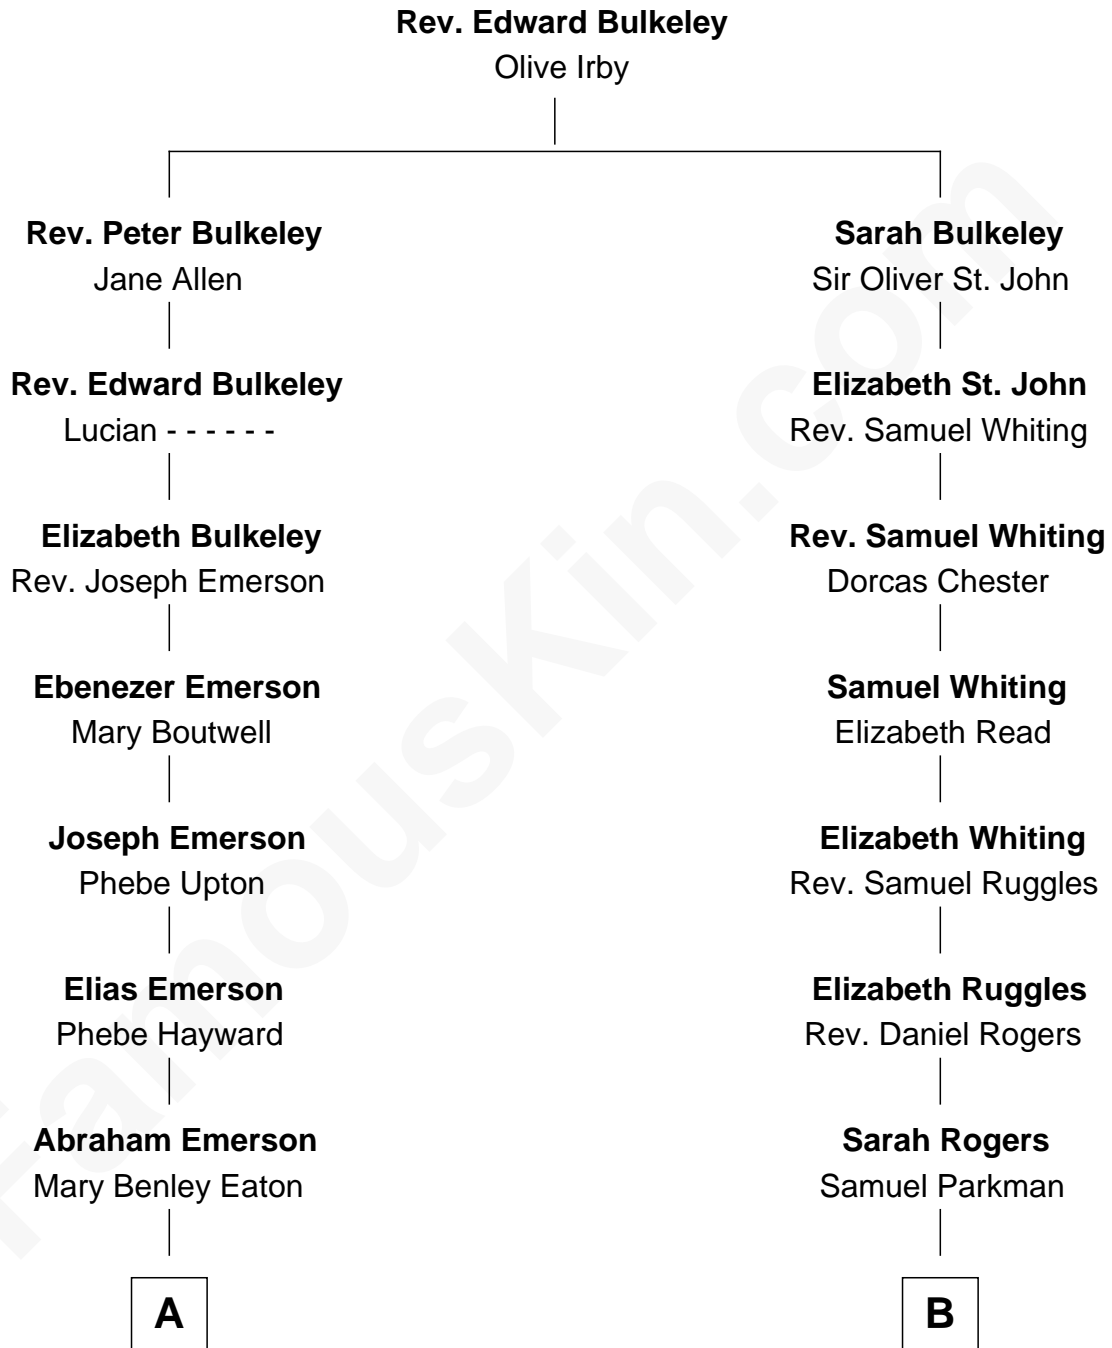 Rev. Edward Bulkeley
Olive Irby
Rev. Peter Bulkeley
Jane Allen
Rev. Edward Bulkeley
Lucian - - - - - -
Elizabeth Bulkeley
Rev. Joseph Emerson
Ebenezer Emerson
Mary Boutwell
Joseph Emerson
Phebe Upton
Elias Emerson
Phebe Hayward
Abraham Emerson
Mary Benley Eaton
A
Sarah Bulkeley
Sir Oliver St. John
Elizabeth St. John
Rev. Samuel Whiting
Rev. Samuel Whiting
Dorcas Chester
Samuel Whiting
Elizabeth Read
Elizabeth Whiting
Rev. Samuel Ruggles
Elizabeth Ruggles
Rev. Daniel Rogers
Sarah Rogers
Samuel Parkman
B
FamousKin.com